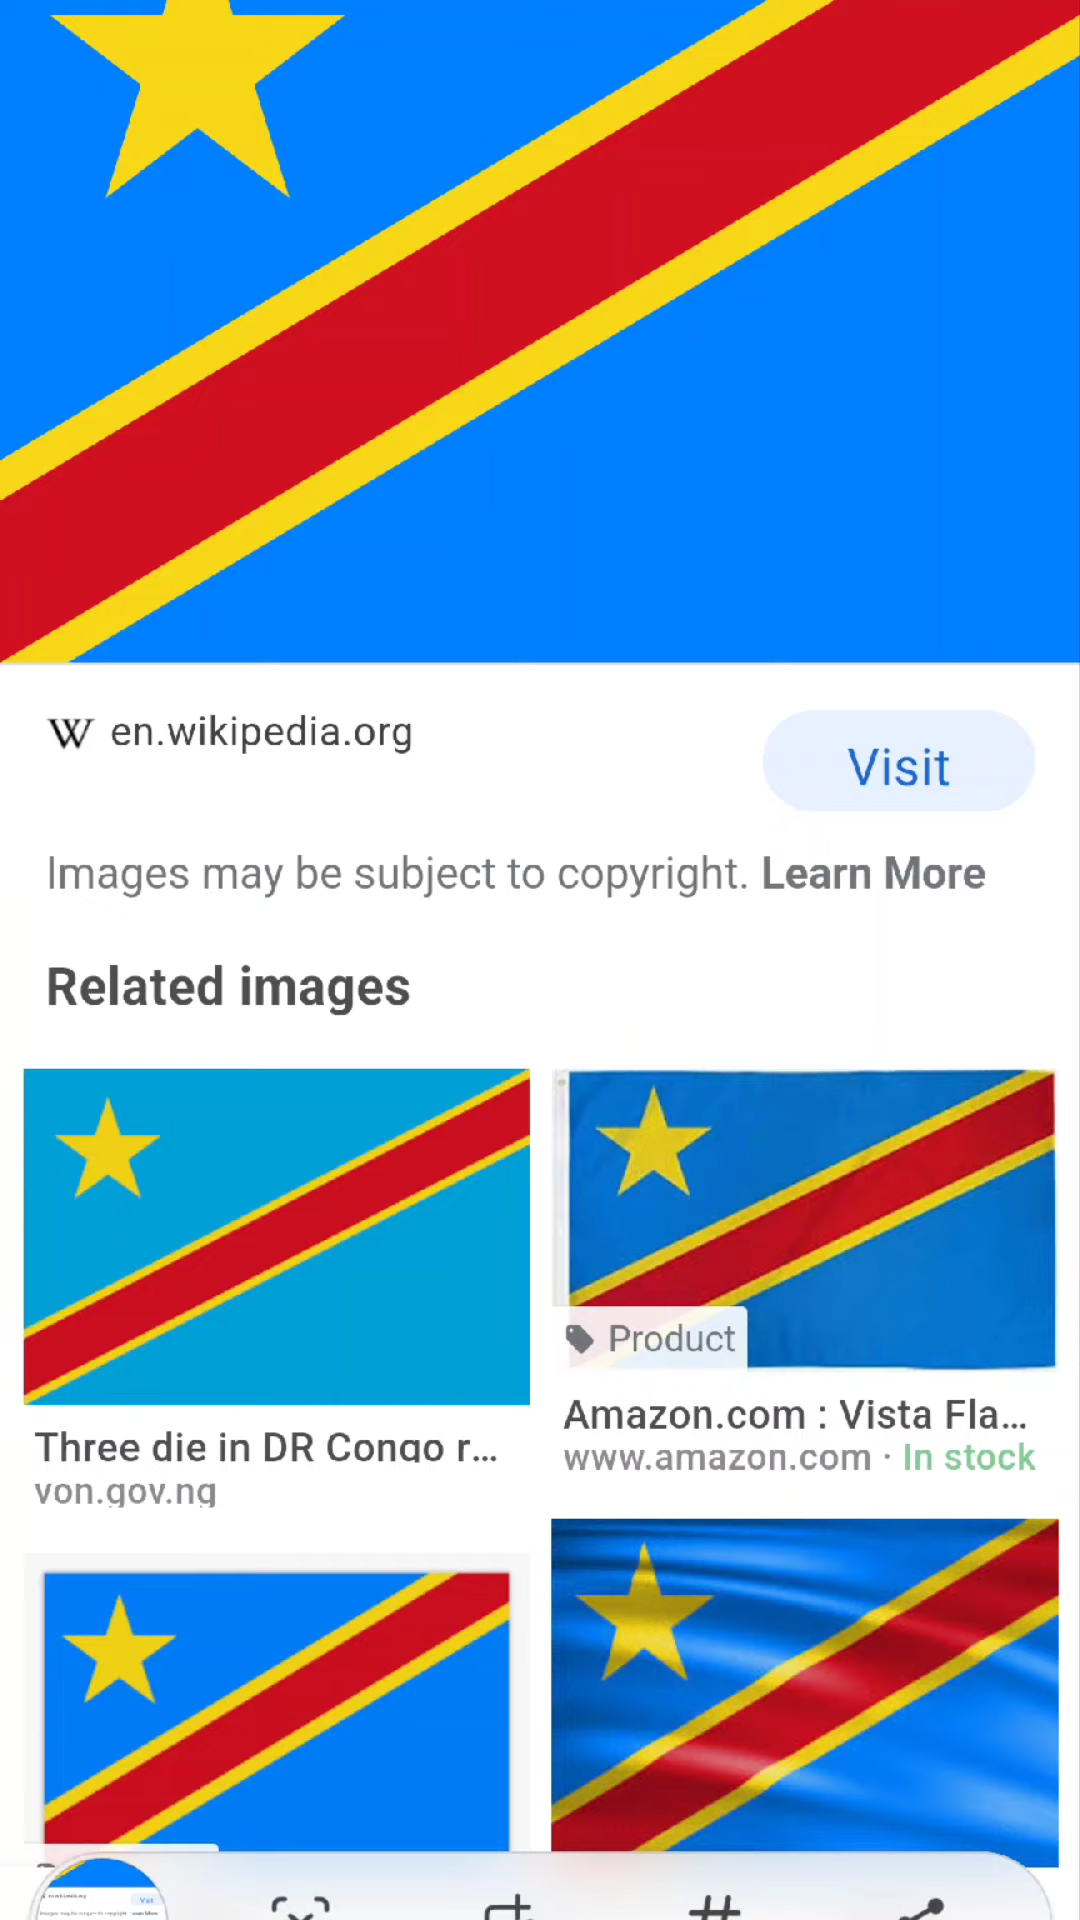 W en.wikipedia.org
Visit
Images may be subject to copyright. Learn More
Related images
Product
Three die in DR Congo r...
von.gov.ng
Amazon.com : Vista Fla...
www.amazon.com · In stock